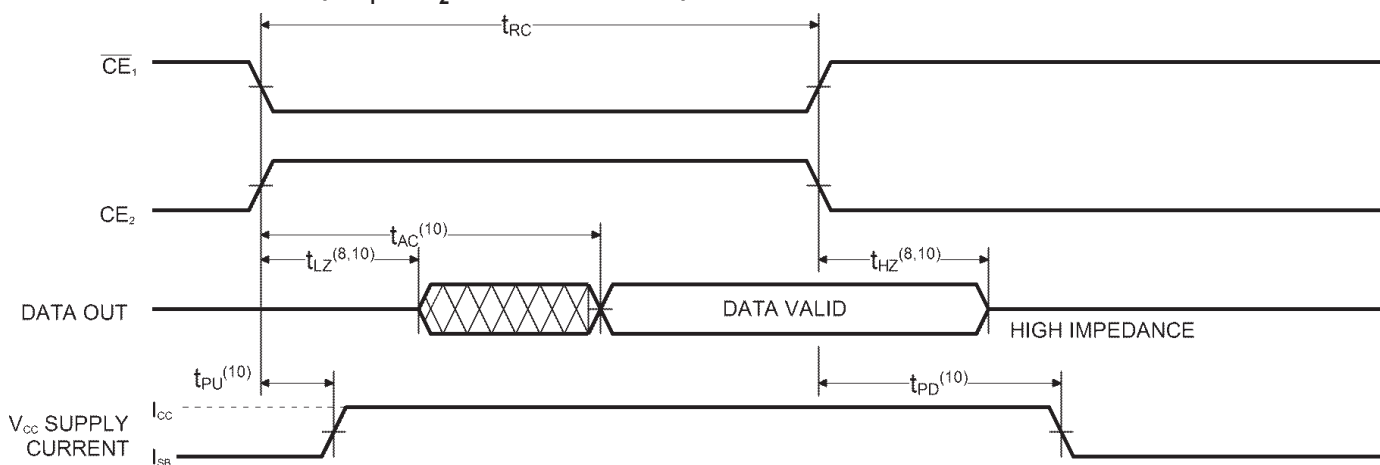 tRC
CE₁
CE₂
tAC(10)
tLZ(8,10)
tHZ(8,10)
DATA OUT
DATA VALID
HIGH IMPEDANCE
tPU(10)
tPD(10)
ICC
VCC SUPPLY
CURRENT
ISB